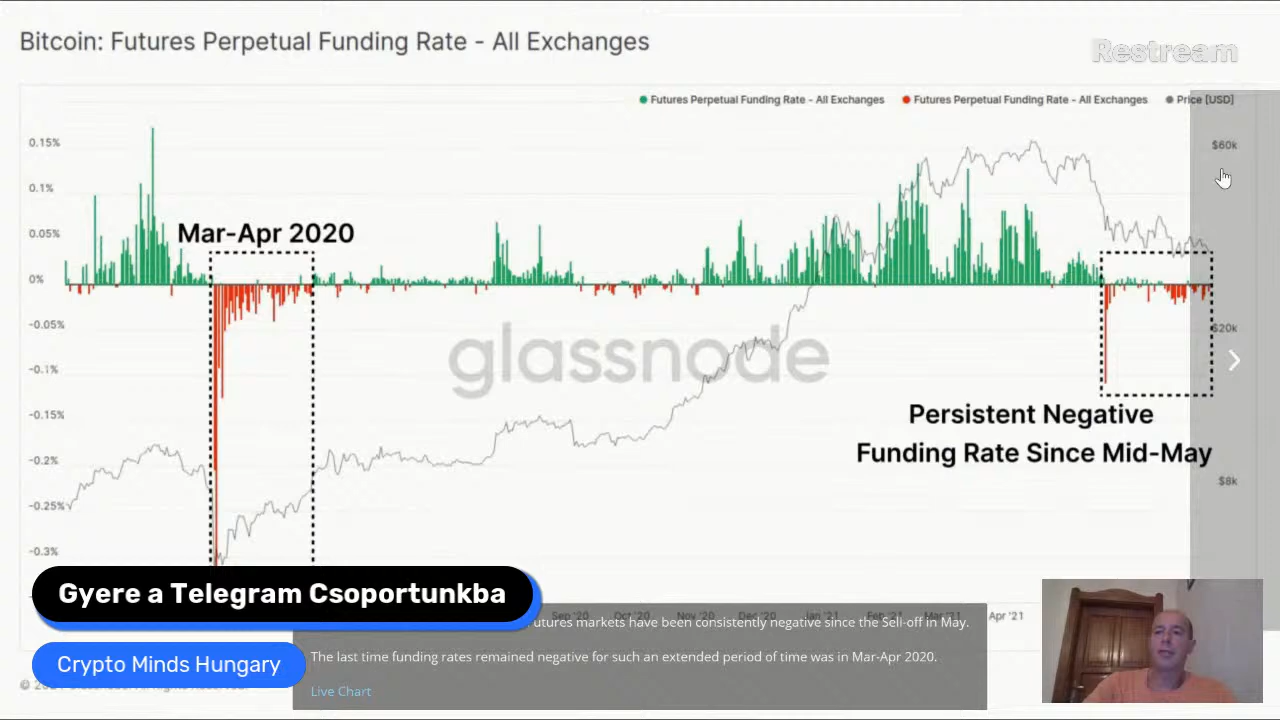 Bitcoin: Futures Perpetual Funding Rate - All Exchanges
Restream
Futures Perpetual Funding Rate - All Exchanges
Futures Perpetual Funding Rate - All Exchanges
Price [USD]
0.15%
$60k
0.1%
0.05%
Mar-Apr 2020
0%
-0.05%
$20k
glassnode
-0.1%
-0.15%
Persistent Negative
Funding Rate Since Mid-May
-0.2%
$8k
-0.25%
-0.3%
Gyere a Telegram Csoportunkba
Sep '20 Oct '20 Nov '20 Dec '20 Jan '21 Feb '21 Mar '21 Apr '21
utures markets have been consistently negative since the Sell-off in May.
Crypto Minds Hungary
The last time funding rates remained negative for such an extended period of time was in Mar-Apr 2020.
Live Chart